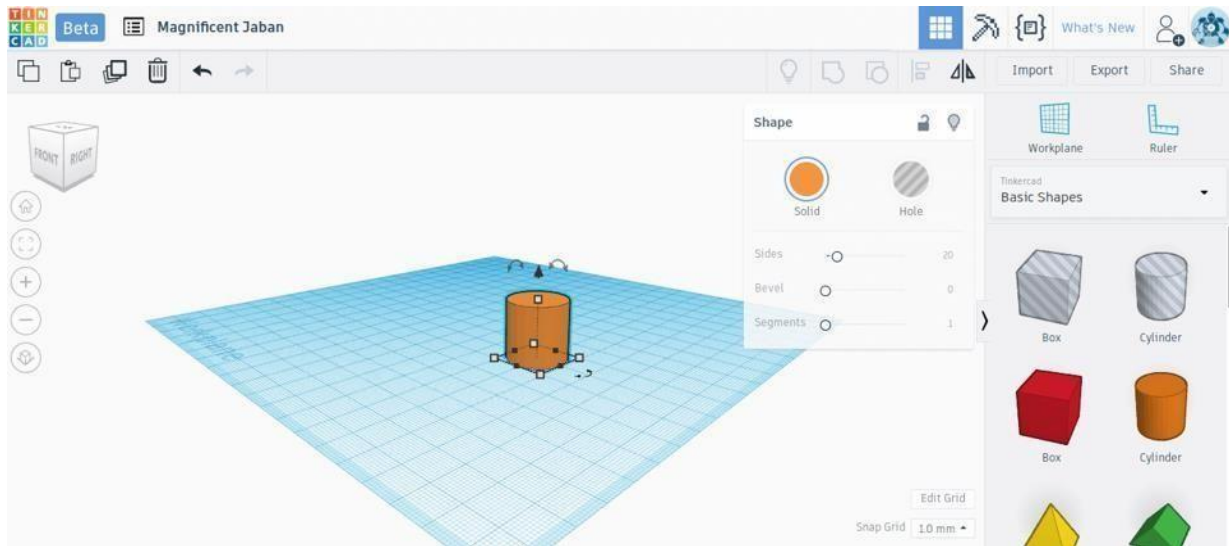 TIN
KER
CAD
Beta
Magnificent Jaban
What's New
Import
Export
Share
FRONT
RIGHT
Workplane
Shape
Solid
Hole
Sides
20
Bevel
0
Segments
1
Workplane
Ruler
Tinkercad
Basic Shapes
Box
Cylinder
Box
Cylinder
Edit Grid
Snap Grid
1.0 mm